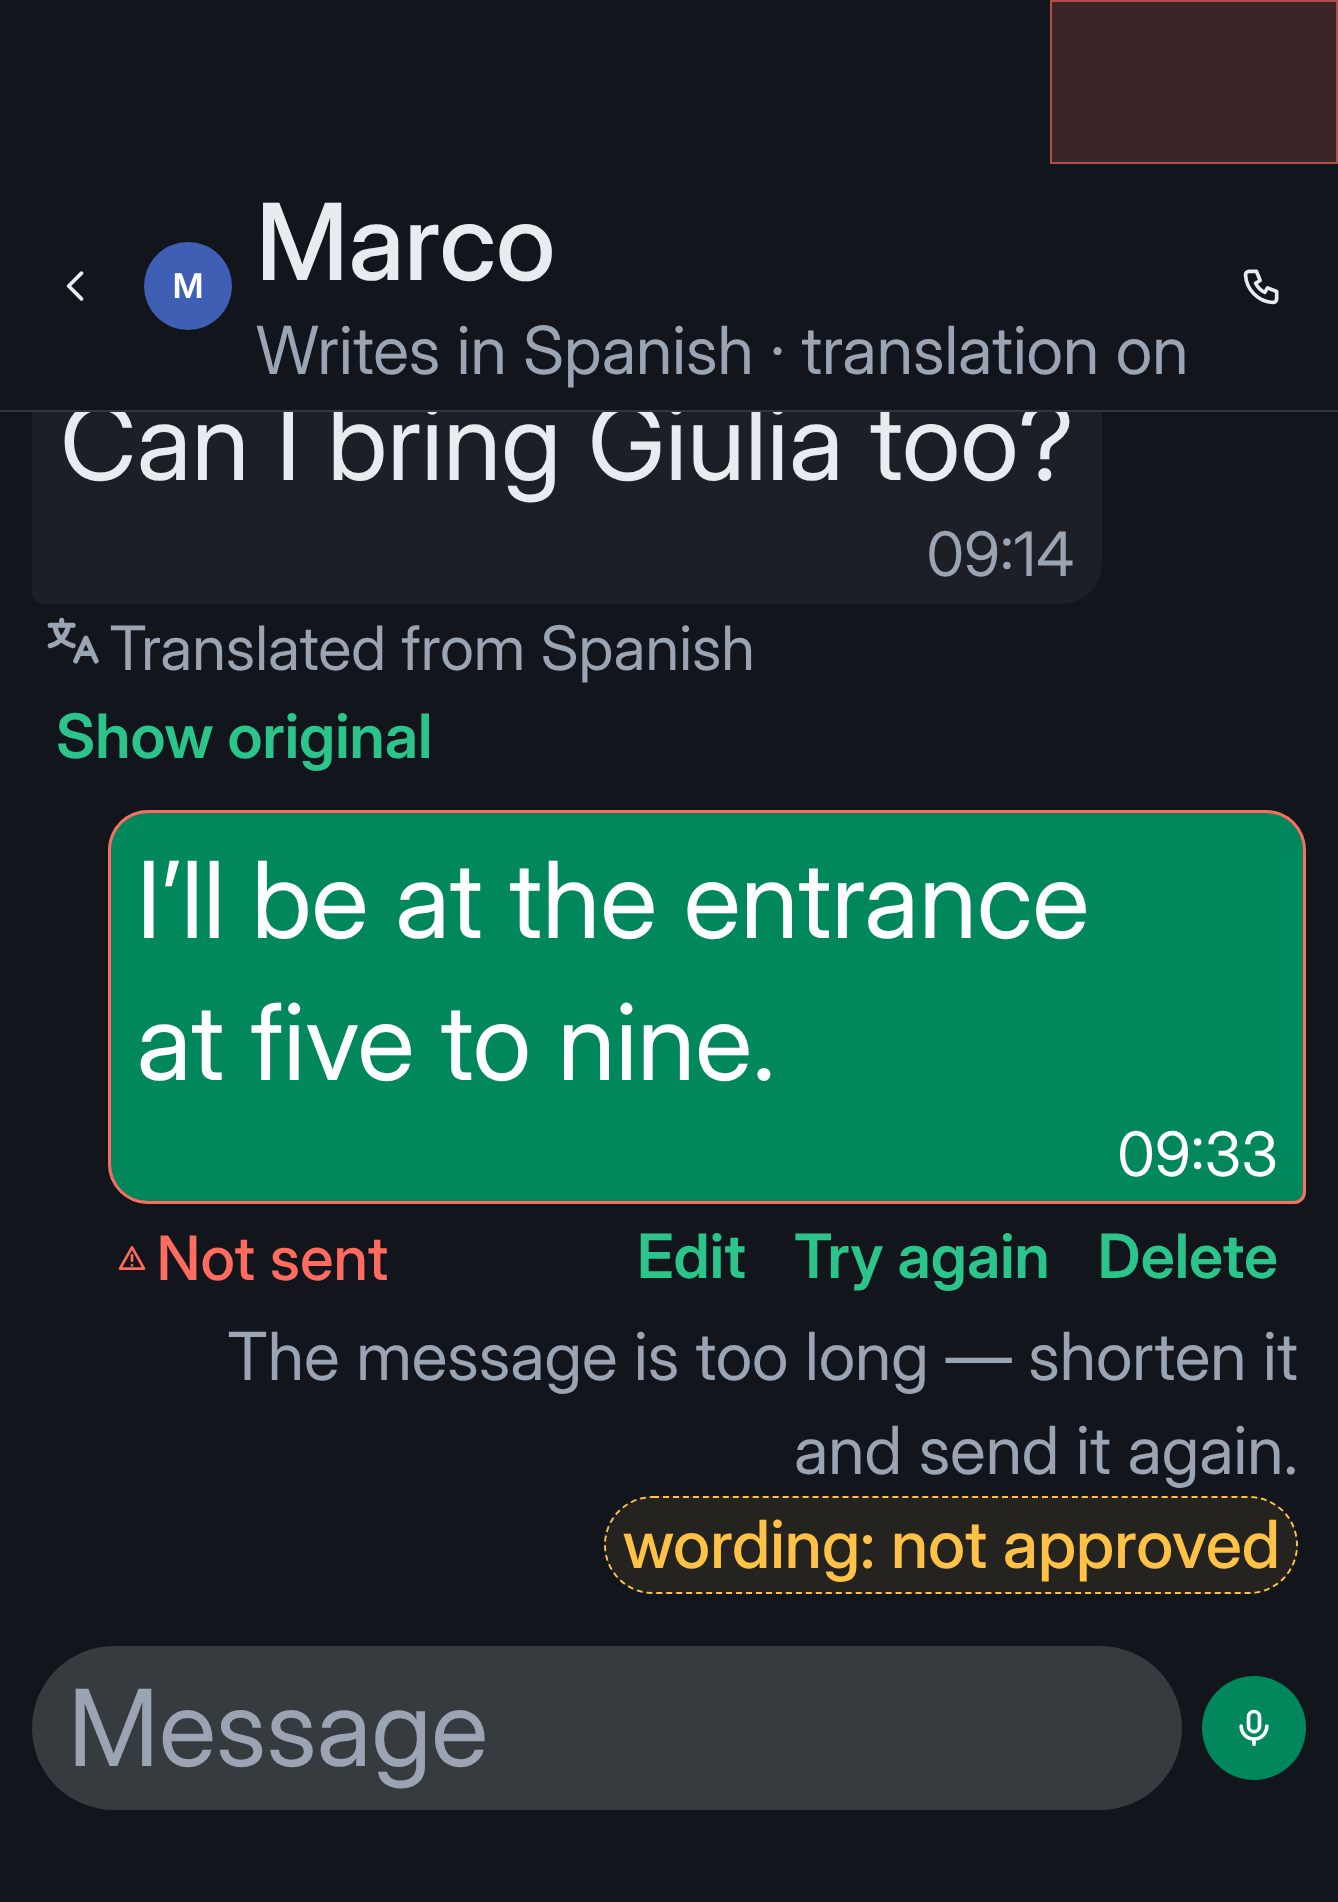 Marco
M
Writes in Spanish · translation on
Can I bring Giulia too?
09:14
Translated from Spanish
Show original
I’ll be at the entrance
at five to nine.
09:33
Not sent Edit Try again Delete
The message is too long — shorten it
and send it again.
wording: not approved
Message